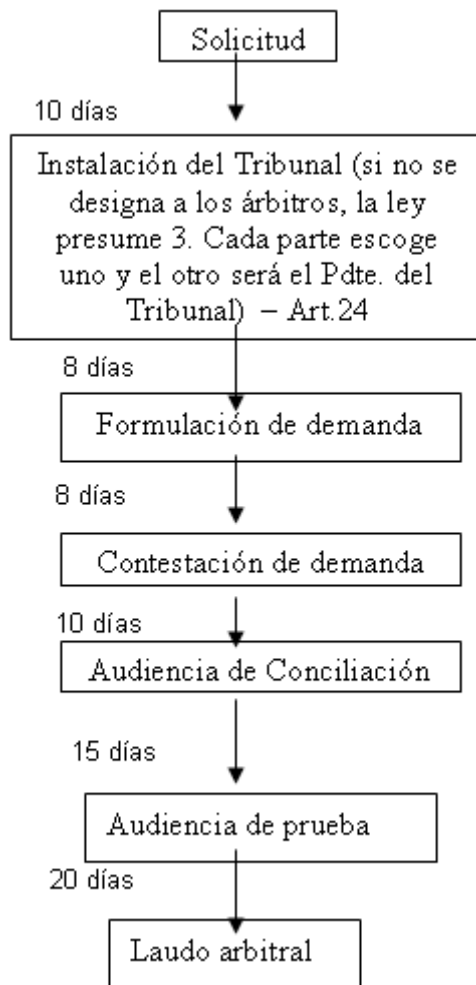 Solicitud
10 días
Instalación del Tribunal (si no se
designa a los árbitros, la ley
presume 3. Cada parte escoge
uno y el otro será el Pdte. del
Tribunal) – Art.24
8 días
Formulación de demanda
8 días
Contestación de demanda
10 días
Audiencia de Conciliación
15 días
Audiencia de prueba
20 días
Laudo arbitral